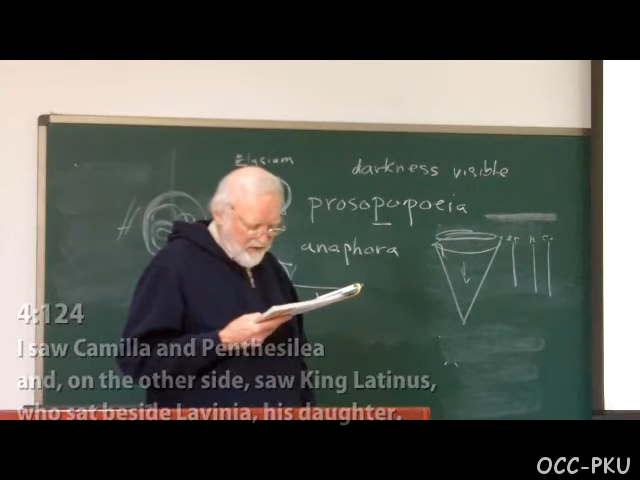 Elysium
darkness visible
prosopopoeia
anaphora
H
4:124
I saw Camilla and Penthesilea
and, on the other side, saw King Latinus,
who sat beside Lavinia, his daughter.
OCC-PKU